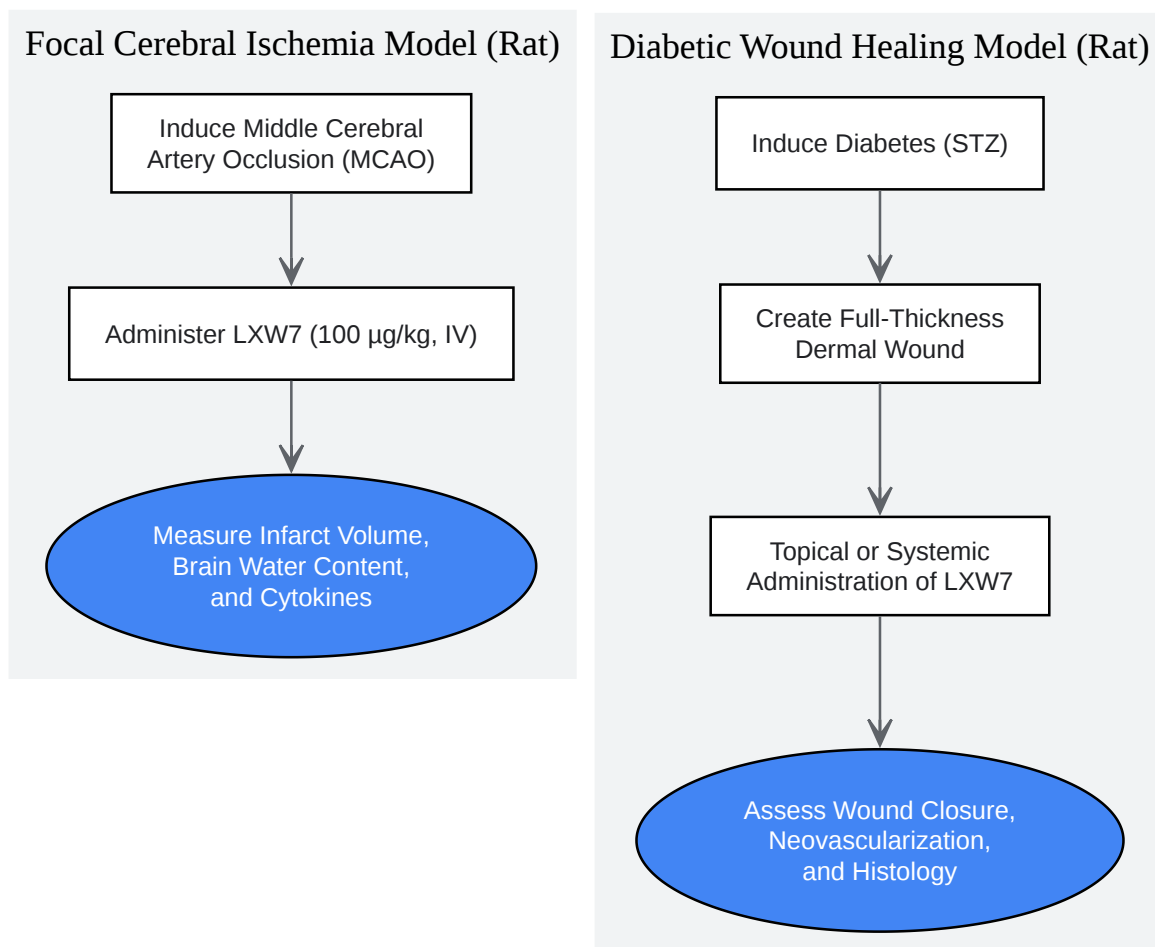 Focal Cerebral Ischemia Model (Rat)
Induce Middle Cerebral
Artery Occlusion (MCAO)
Administer LXW7 (100 µg/kg, IV)
Measure Infarct Volume,
Brain Water Content,
and Cytokines
Diabetic Wound Healing Model (Rat)
Induce Diabetes (STZ)
Create Full-Thickness
Dermal Wound
Topical or Systemic
Administration of LXW7
Assess Wound Closure,
Neovascularization,
and Histology